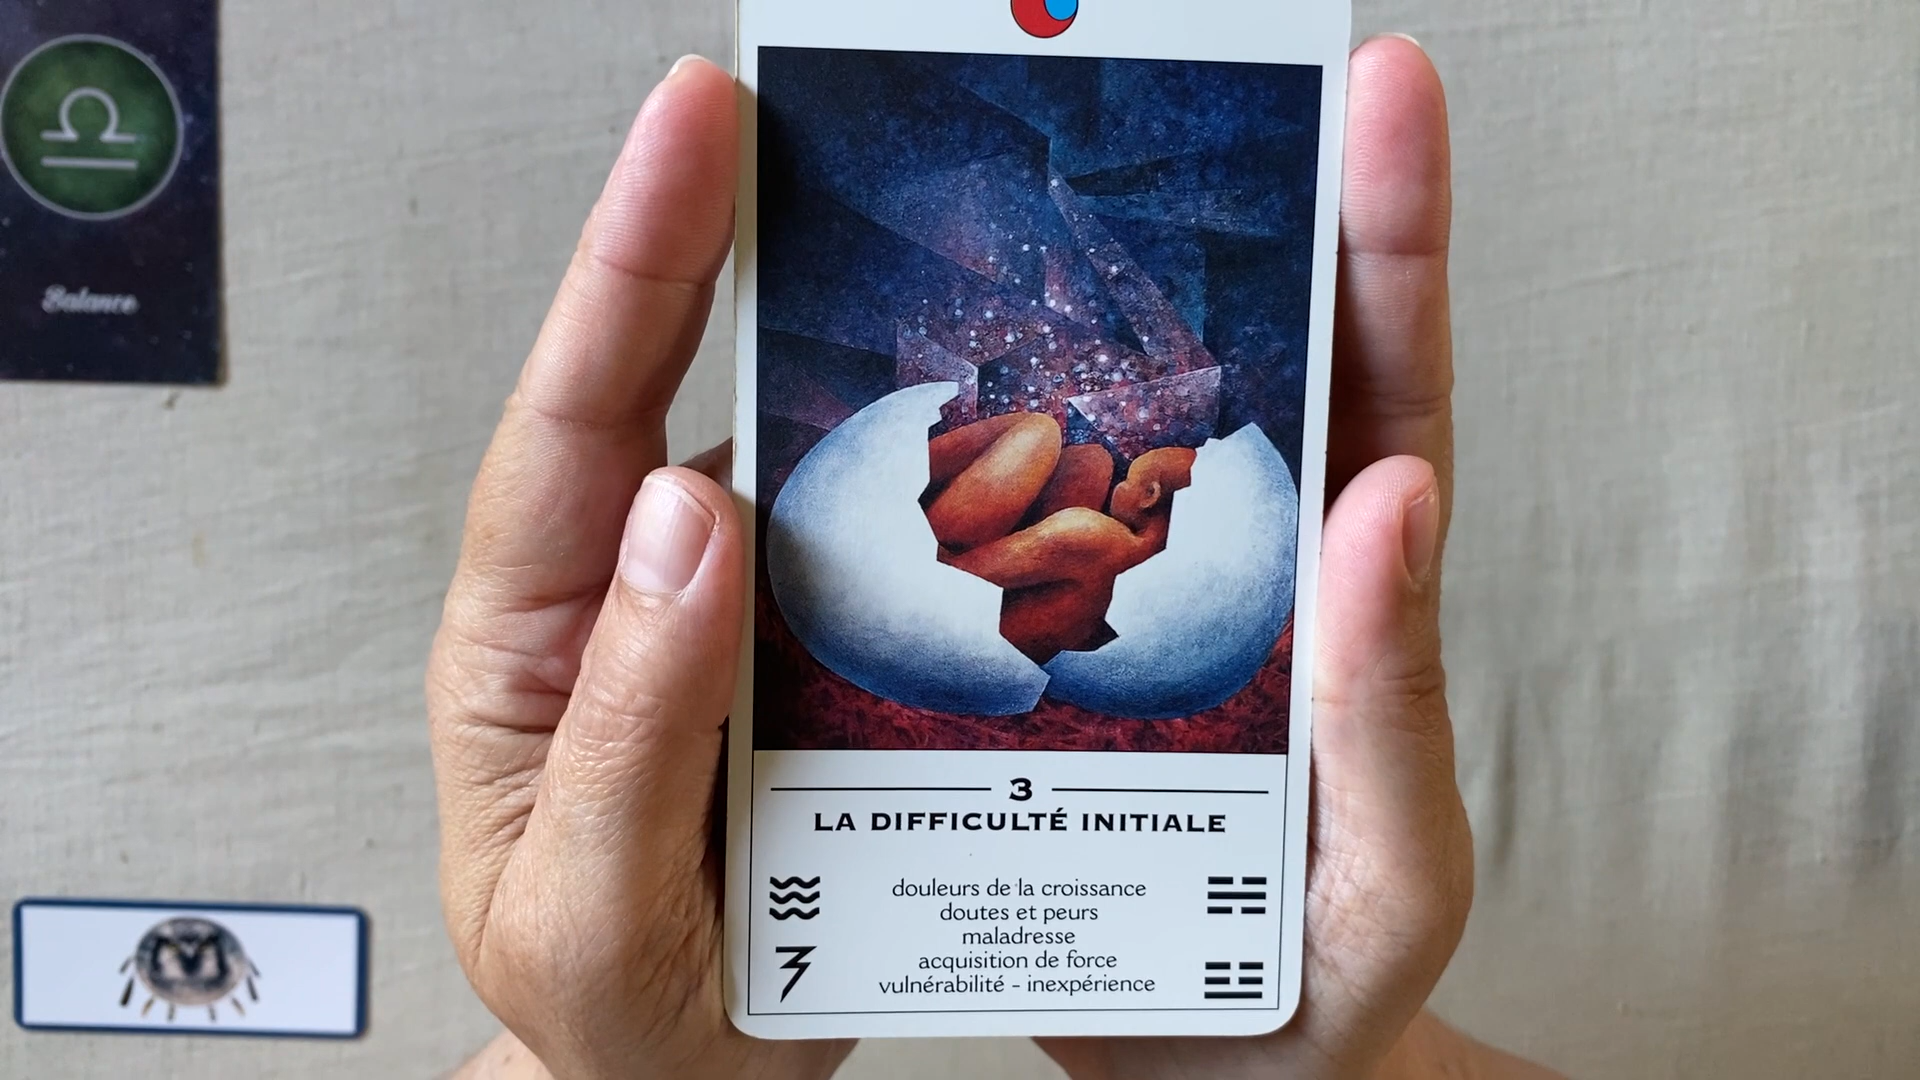 Balance
3
LA DIFFICULTÉ INITIALE
douleurs de la croissance
doutes et peurs
maladresse
acquisition de force
vulnérabilité - inexpérience